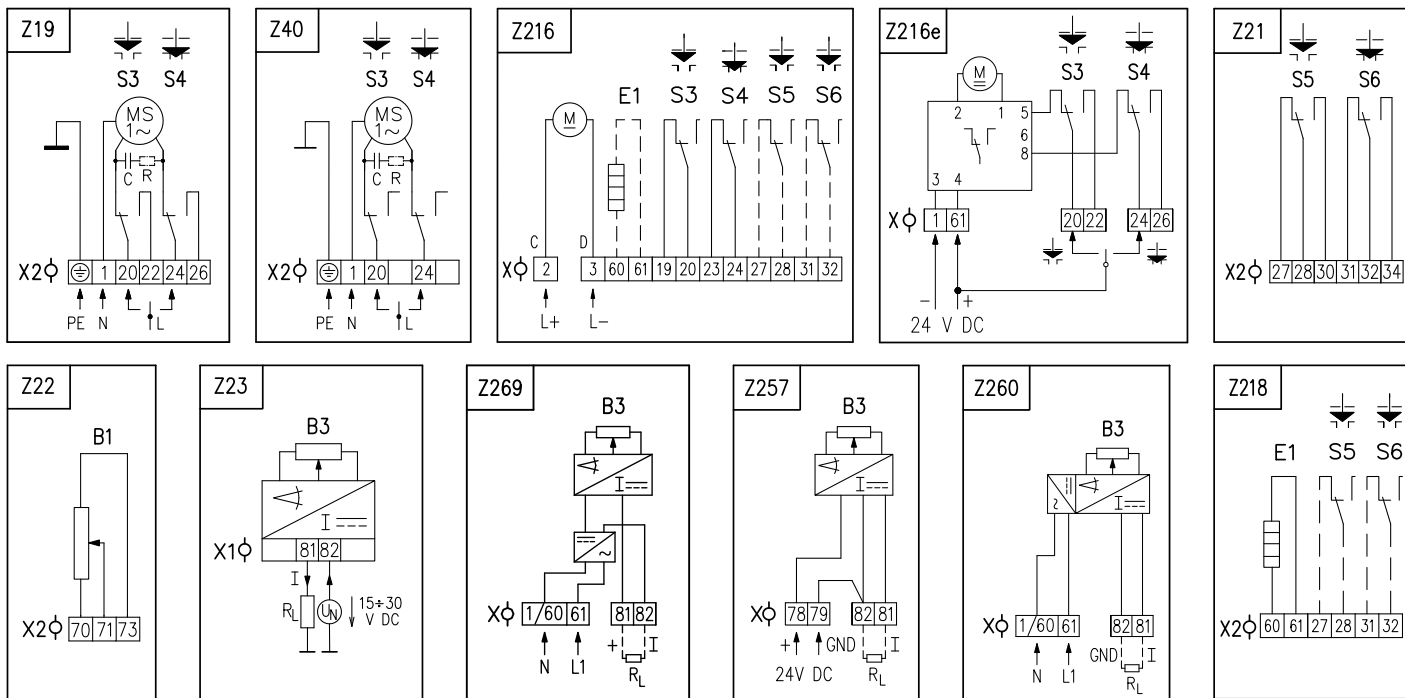 Z19
S3 S4
MS
1~
C R
X2 1 20 22 24 26
PE N L
Z40
S3 S4
MS
1~
C R
X2 1 20 24
PE N L
Z216
M
E1 S3 S4 S5 S6
C D
X 2 3 60 61 19 20 23 24 27 28 31 32
L+ L-
Z216e
M
S3 S4
2 1 5
6
8
3 4
X 1 61 20 22 24 26
- +
24 V DC
Z21
S5 S6
X2 27 28 30 31 32 34
Z22
B1
X2 70 71 73
Z23
B3
I
X1 81 82
I
RL UN 15÷30
V DC
Z269
B3
I
~
X 1/60 61 81 82
N L1 + I
RL
Z257
B3
I
X 78 79 82 81
+ GND I
24V DC RL
Z260
B3
~ I
X 1/60 61 82 81
N L1 GND I
RL
Z218
E1 S5 S6
X2 60 61 27 28 31 32